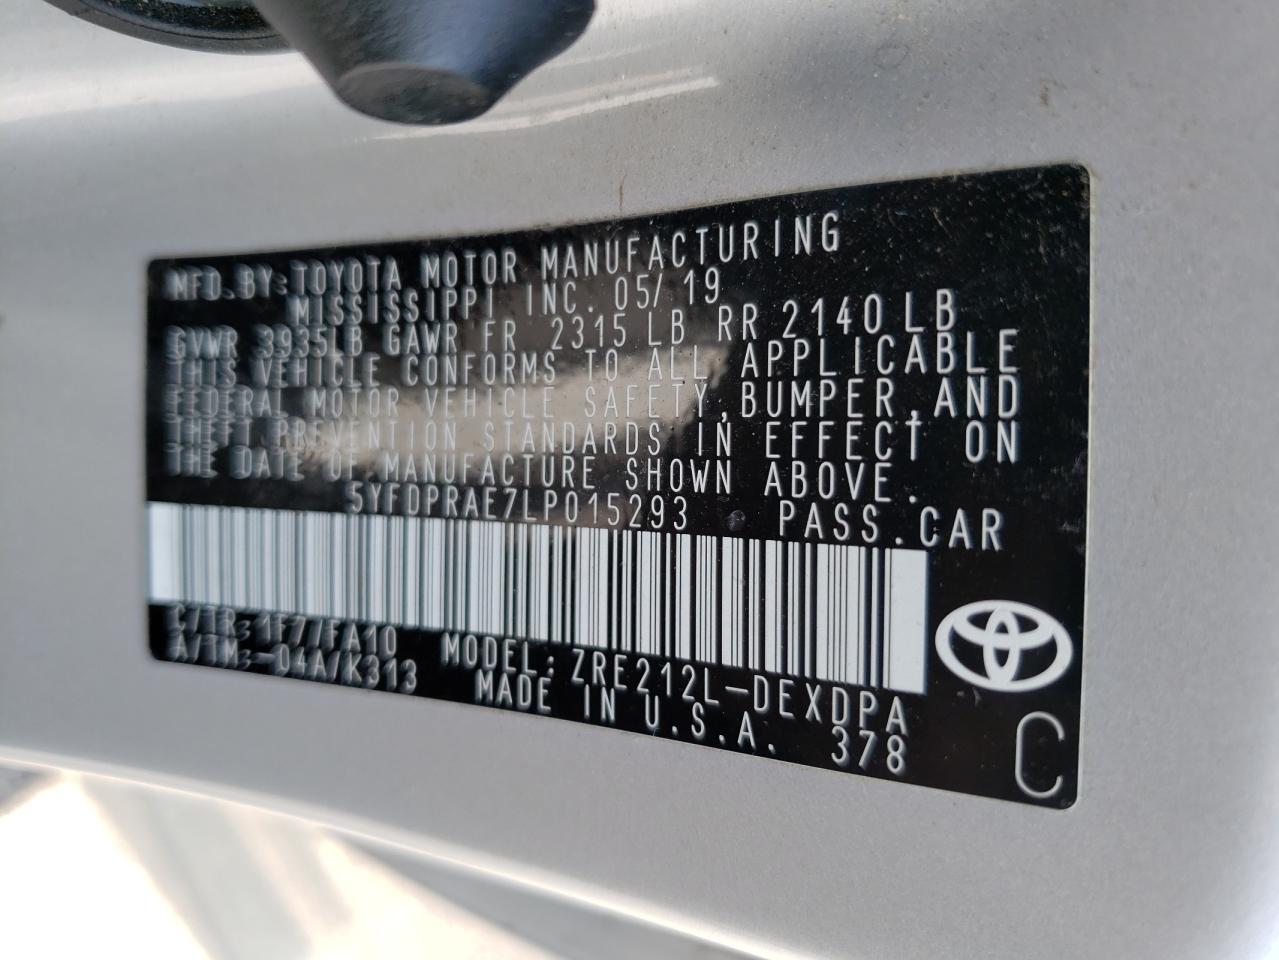 MFD. BY: TOYOTA MOTOR MANUFACTURING
MISSISSIPPI INC. 05/19
GVWR 3935LB GAWR FR 2315 LB RR 2140 LB
THIS VEHICLE CONFORMS TO ALL APPLICABLE
FEDERAL MOTOR VEHICLE SAFETY, BUMPER, AND
THEFT PREVENTION STANDARDS IN EFFECT ON
THE DATE OF MANUFACTURE SHOWN ABOVE.
5YFDPRAE7LP015293 PASS. CAR
C/TR: 1F7/FA10 MODEL: ZRE212L-DEXDPA
A/TM: -04A/K313 MADE IN U.S.A. 378
C